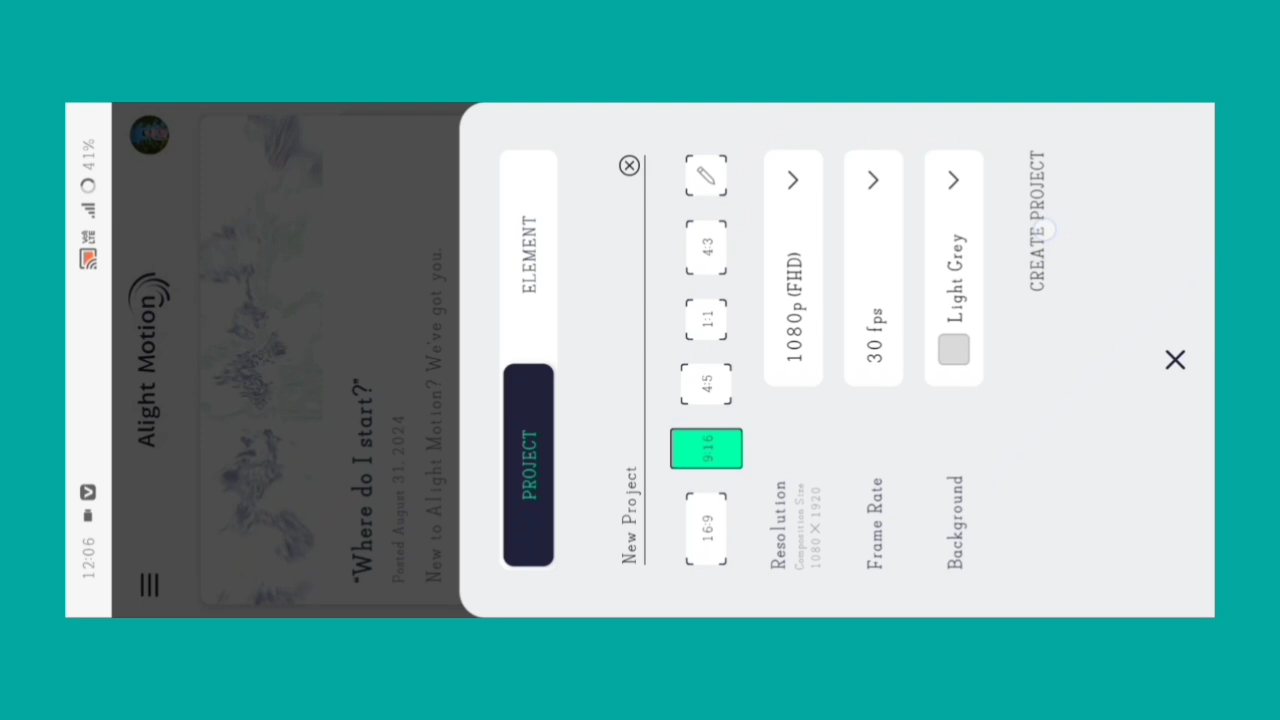 12:06
VoD LTE 41%
Alight Motion
"Where do I start?"
Posted August 31, 2024
New to Alight Motion? We've got you.
PROJECT ELEMENT
New Project
16:9 9:16 4:5 1:1 4:3
Resolution 1080p (FHD)
Composition Size
1080 X 1920
Frame Rate 30 fps
Background Light Grey
CREATE PROJECT